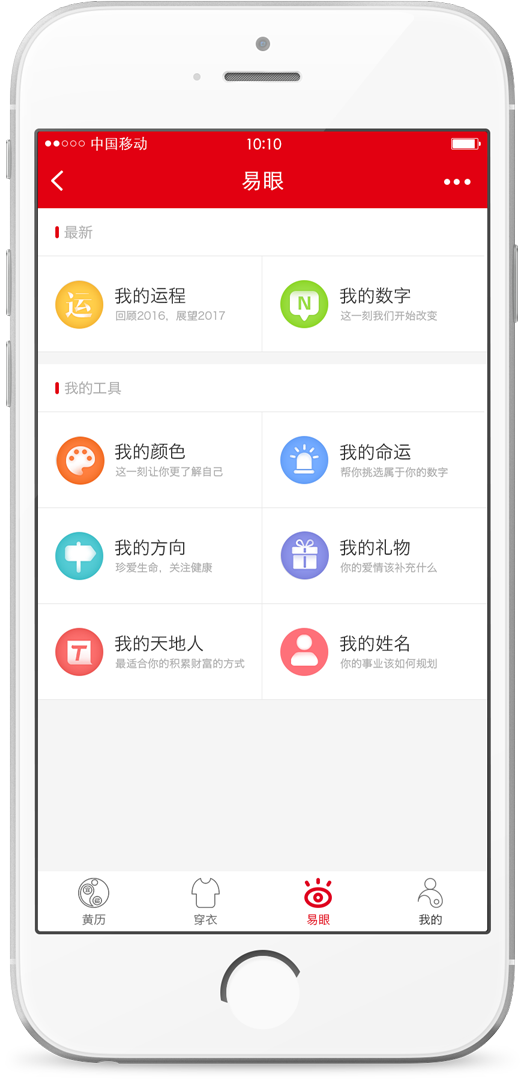 中国移动 10:10
易眼
最新
我的运程 我的数字
回顾2016，展望2017 这一刻我们开始改变
运 N
我的工具
我的颜色 我的命运
这一刻让你更了解自己 帮你挑选属于你的数字
我的方向 我的礼物
珍爱生命，关注健康 你的爱情该补充什么
我的天地人 我的姓名
最适合你的积累财富的方式 你的事业该如何规划
T
黄历 穿衣 易眼 我的